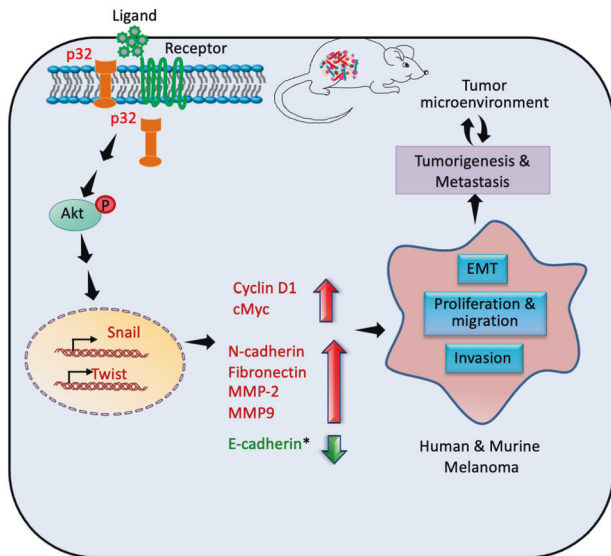 Ligand
p32
Receptor
p32
Akt
P
Snail
Twist
Cyclin D1
cMyc
N-cadherin
Fibronectin
MMP-2
MMP9
E-cadherin*
Tumor
microenvironment
Tumorigenesis &
Metastasis
EMT
Proliferation &
migration
Invasion
Human & Murine
Melanoma